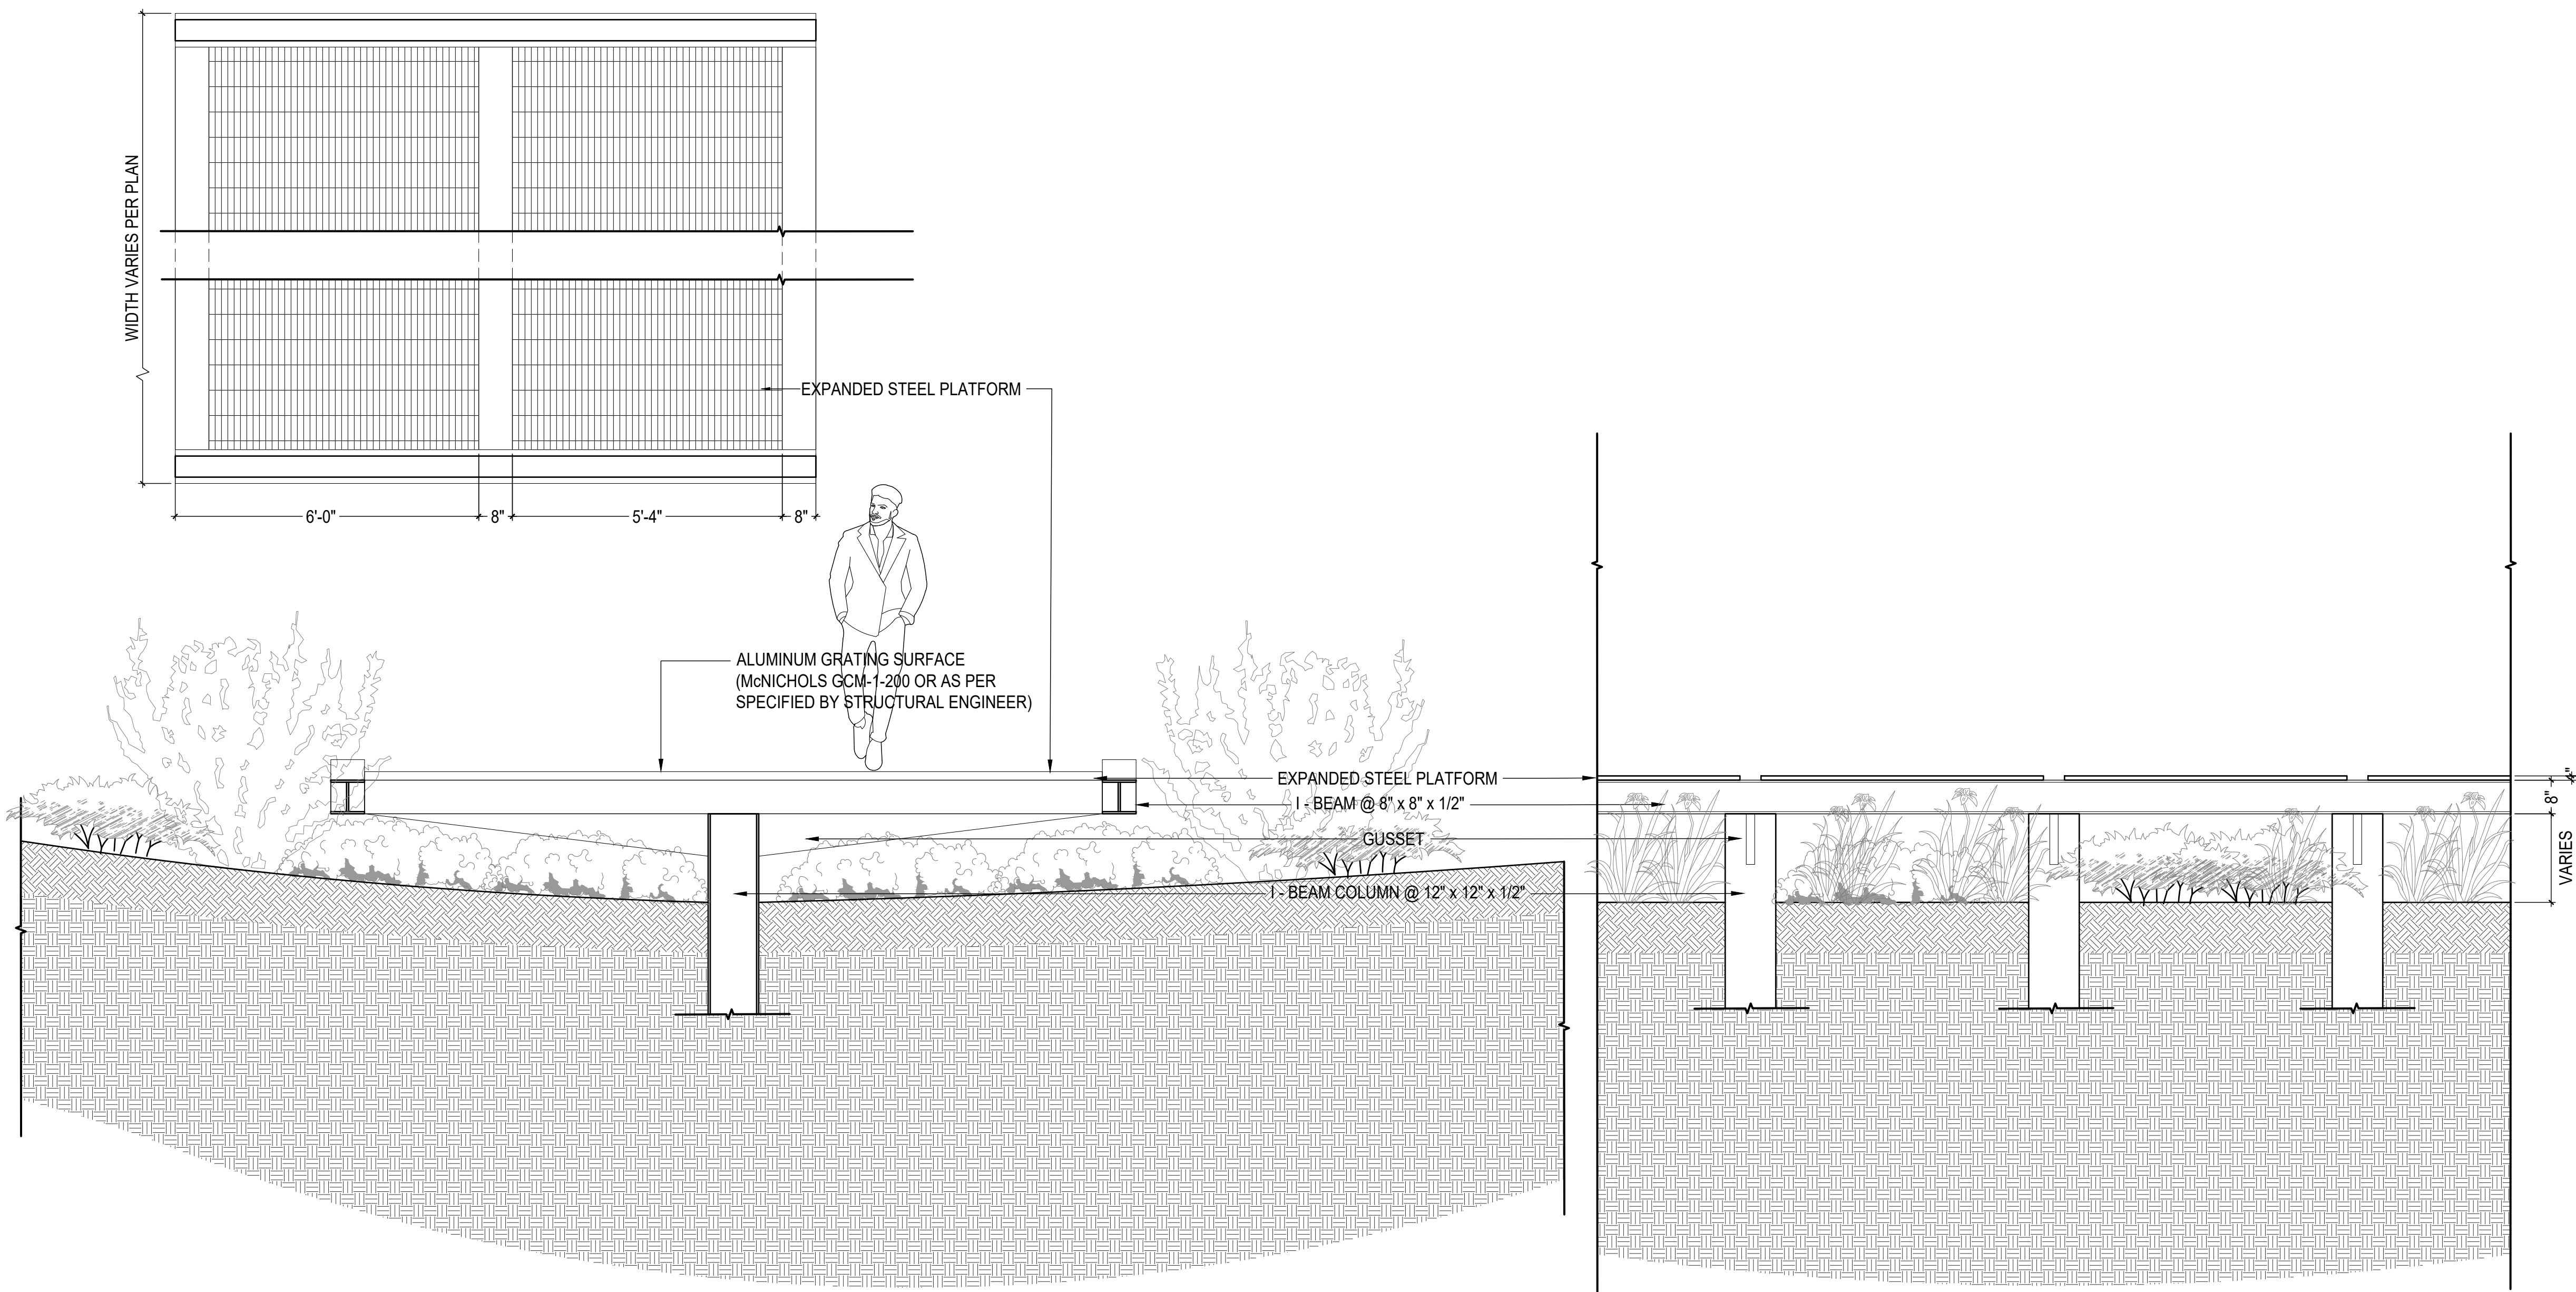 WIDTH VARIES PER PLAN
EXPANDED STEEL PLATFORM
6'-0"
8"
5'-4"
8"
ALUMINUM GRATING SURFACE
(McNICHOLS GCM-1-200 OR AS PER
SPECIFIED BY STRUCTURAL ENGINEER)
EXPANDED STEEL PLATFORM
I - BEAM @ 8" x 8" x 1/2"
GUSSET
I - BEAM COLUMN @ 12" x 12" x 1/2"
8"
VARIES